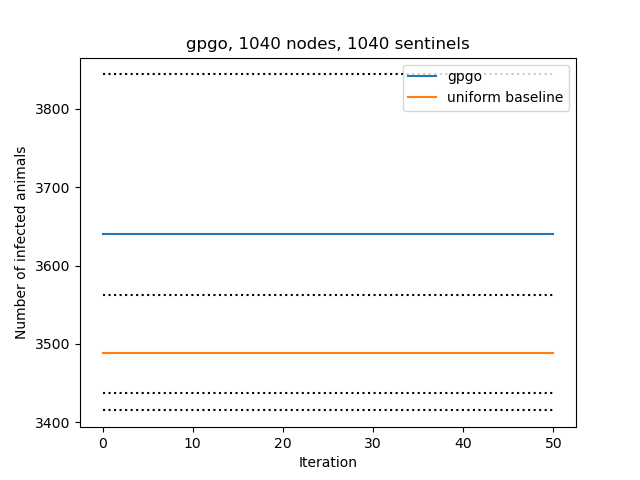 gpgo, 1040 nodes, 1040 sentinels
gpgo
uniform baseline
Number of infected animals
3800
3700
3600
3500
3400
0 10 20 30 40 50
Iteration